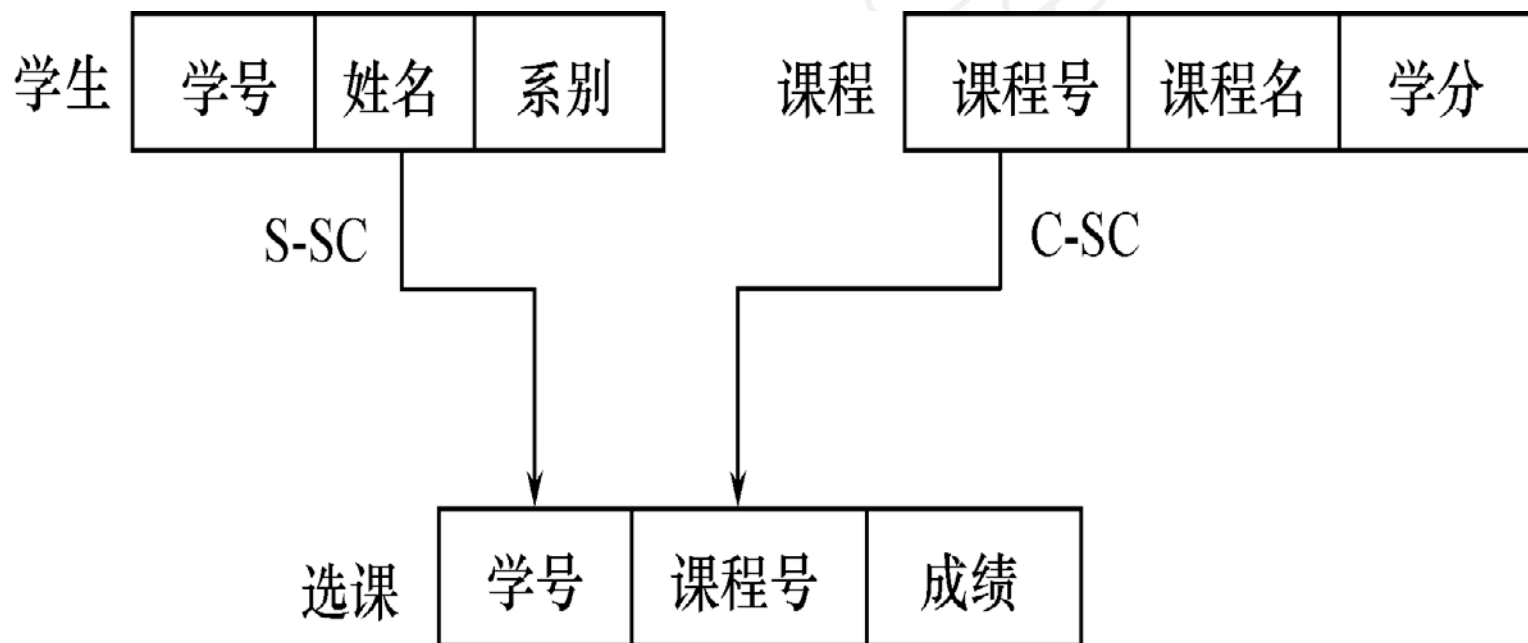 学生 学号 姓名 系别 课程 课程号 课程名 学分
S-SC C-SC
选课 学号 课程号 成绩